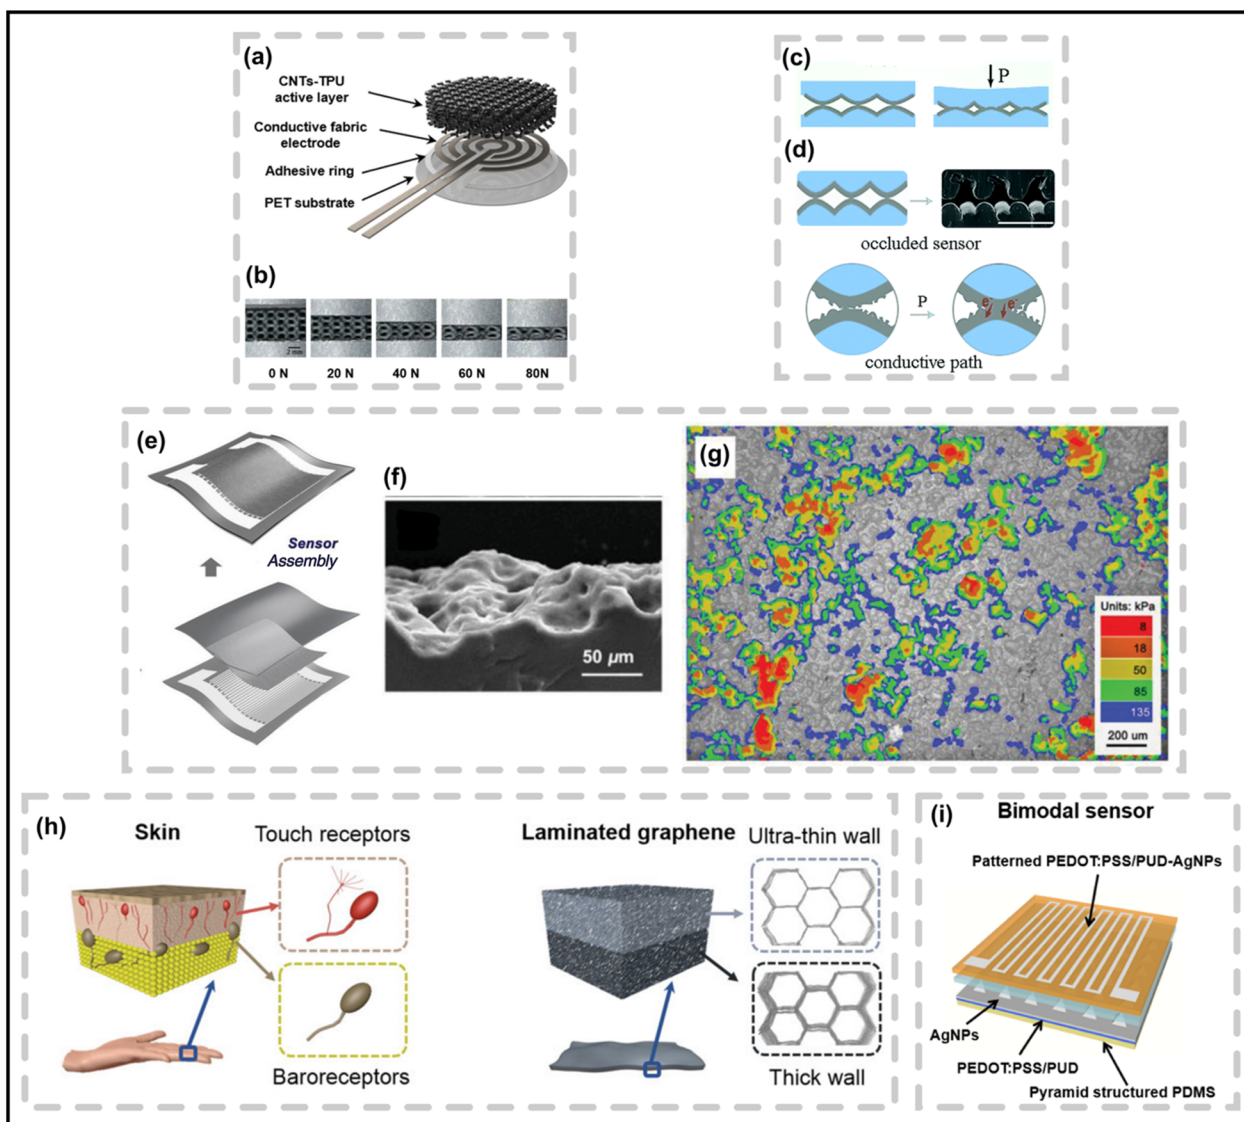 (a)
CNTs-TPU
active layer
Conductive fabric
electrode
Adhesive ring
PET substrate
(b)
2 mm
0 N
20 N
40 N
60 N
80N
(c)
P
(d)
occluded sensor
P
e-
e-
conductive path
(e)
Sensor
Assembly
(f)
50 µm
(g)
Units: kPa
8
18
50
85
135
200 um
(h)
Skin
Touch receptors
Baroreceptors
Laminated graphene
Ultra-thin wall
Thick wall
(i)
Bimodal sensor
Patterned PEDOT:PSS/PUD-AgNPs
AgNPs
PEDOT:PSS/PUD
Pyramid structured PDMS